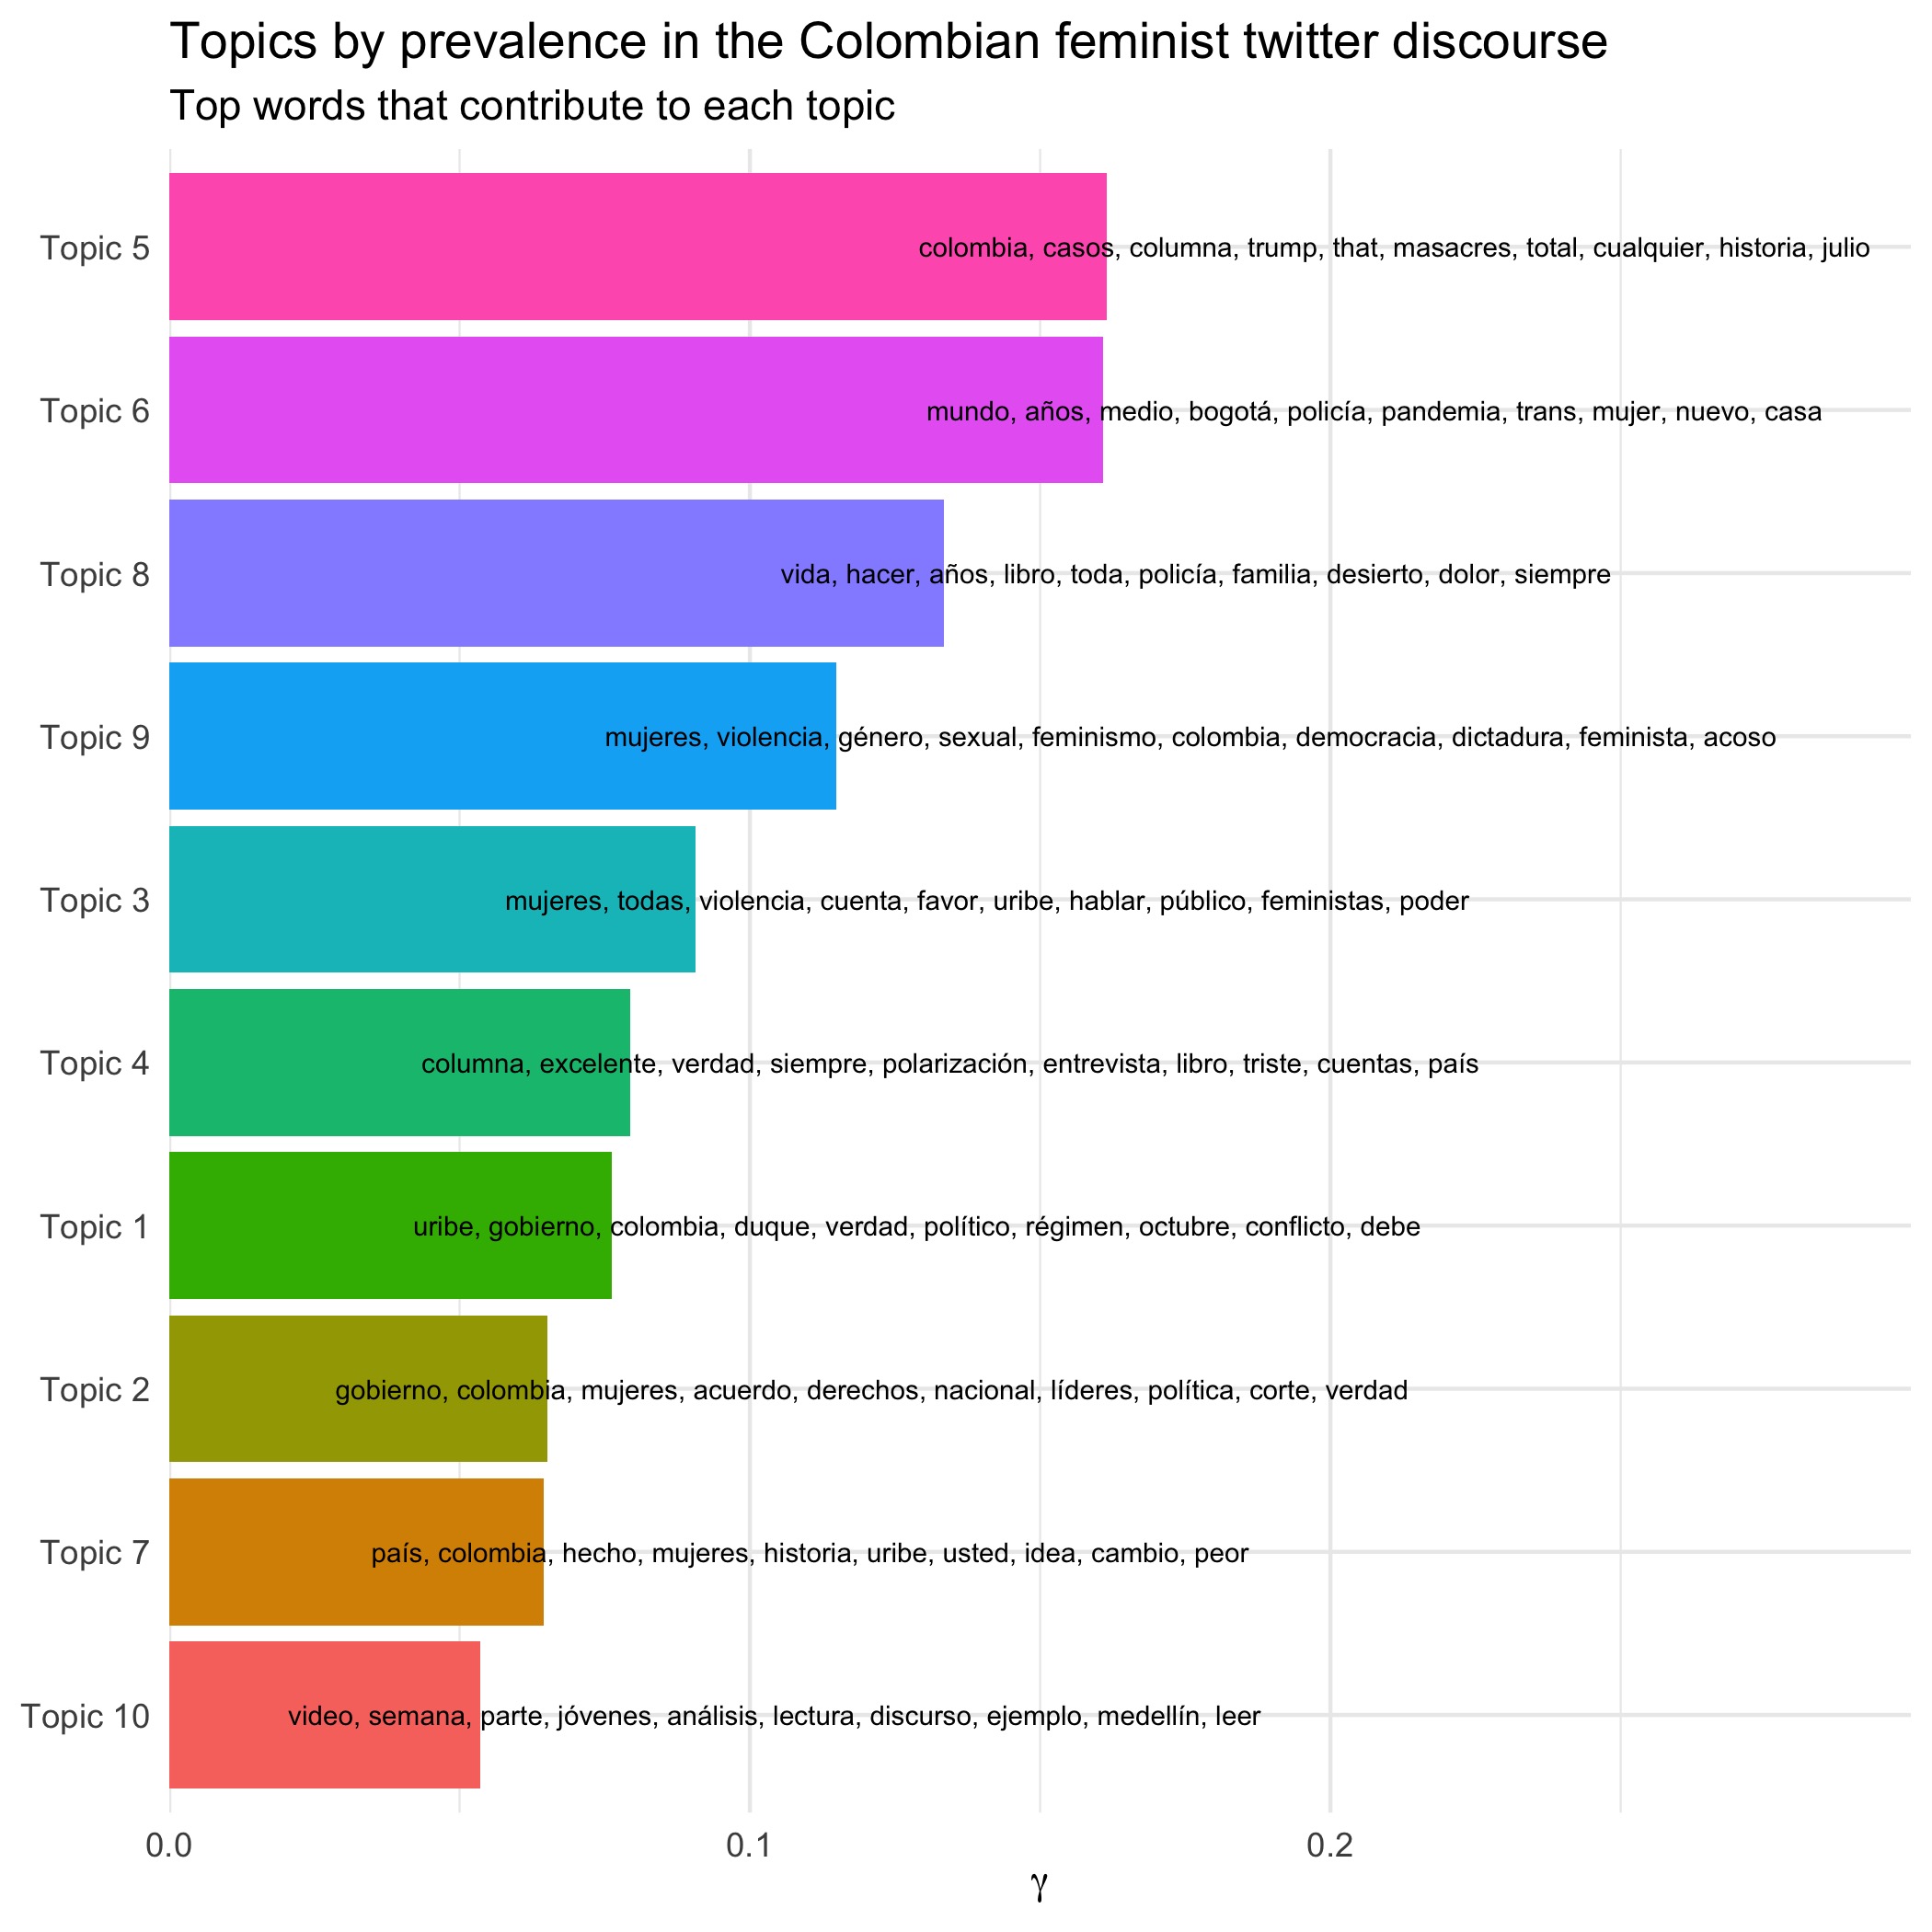 Topics by prevalence in the Colombian feminist twitter discourse
Top words that contribute to each topic
Topic 5 colombia, casos, columna, trump, that, masacres, total, cualquier, historia, julio
Topic 6 mundo, años, medio, bogotá, policía, pandemia, trans, mujer, nuevo, casa
Topic 8 vida, hacer, años, libro, toda, policía, familia, desierto, dolor, siempre
Topic 9 mujeres, violencia, género, sexual, feminismo, colombia, democracia, dictadura, feminista, acoso
Topic 3 mujeres, todas, violencia, cuenta, favor, uribe, hablar, público, feministas, poder
Topic 4 columna, excelente, verdad, siempre, polarización, entrevista, libro, triste, cuentas, país
Topic 1 uribe, gobierno, colombia, duque, verdad, político, régimen, octubre, conflicto, debe
Topic 2 gobierno, colombia, mujeres, acuerdo, derechos, nacional, líderes, política, corte, verdad
Topic 7 país, colombia, hecho, mujeres, historia, uribe, usted, idea, cambio, peor
Topic 10 video, semana, parte, jóvenes, análisis, lectura, discurso, ejemplo, medellín, leer
0.0 0.1 0.2
γ